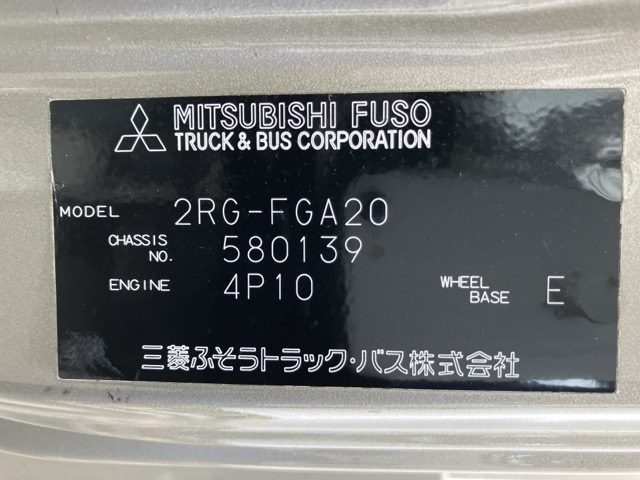 MITSUBISHI FUSO
TRUCK & BUS CORPORATION
MODEL 2RG-FGA20
CHASSIS NO. 580139
ENGINE 4P10 WHEEL BASE E
三菱ふそうトラック・バス株式会社